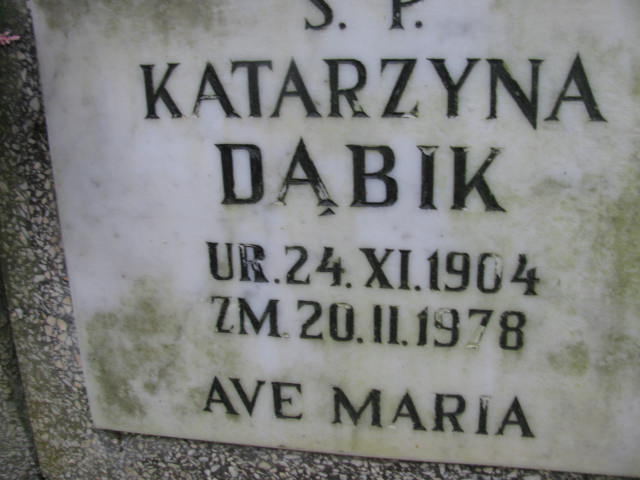 Ś. P.
KATARZYNA
DĄBIK
UR. 24. XI. 1904
ZM. 20. II. 1978
AVE MARIA